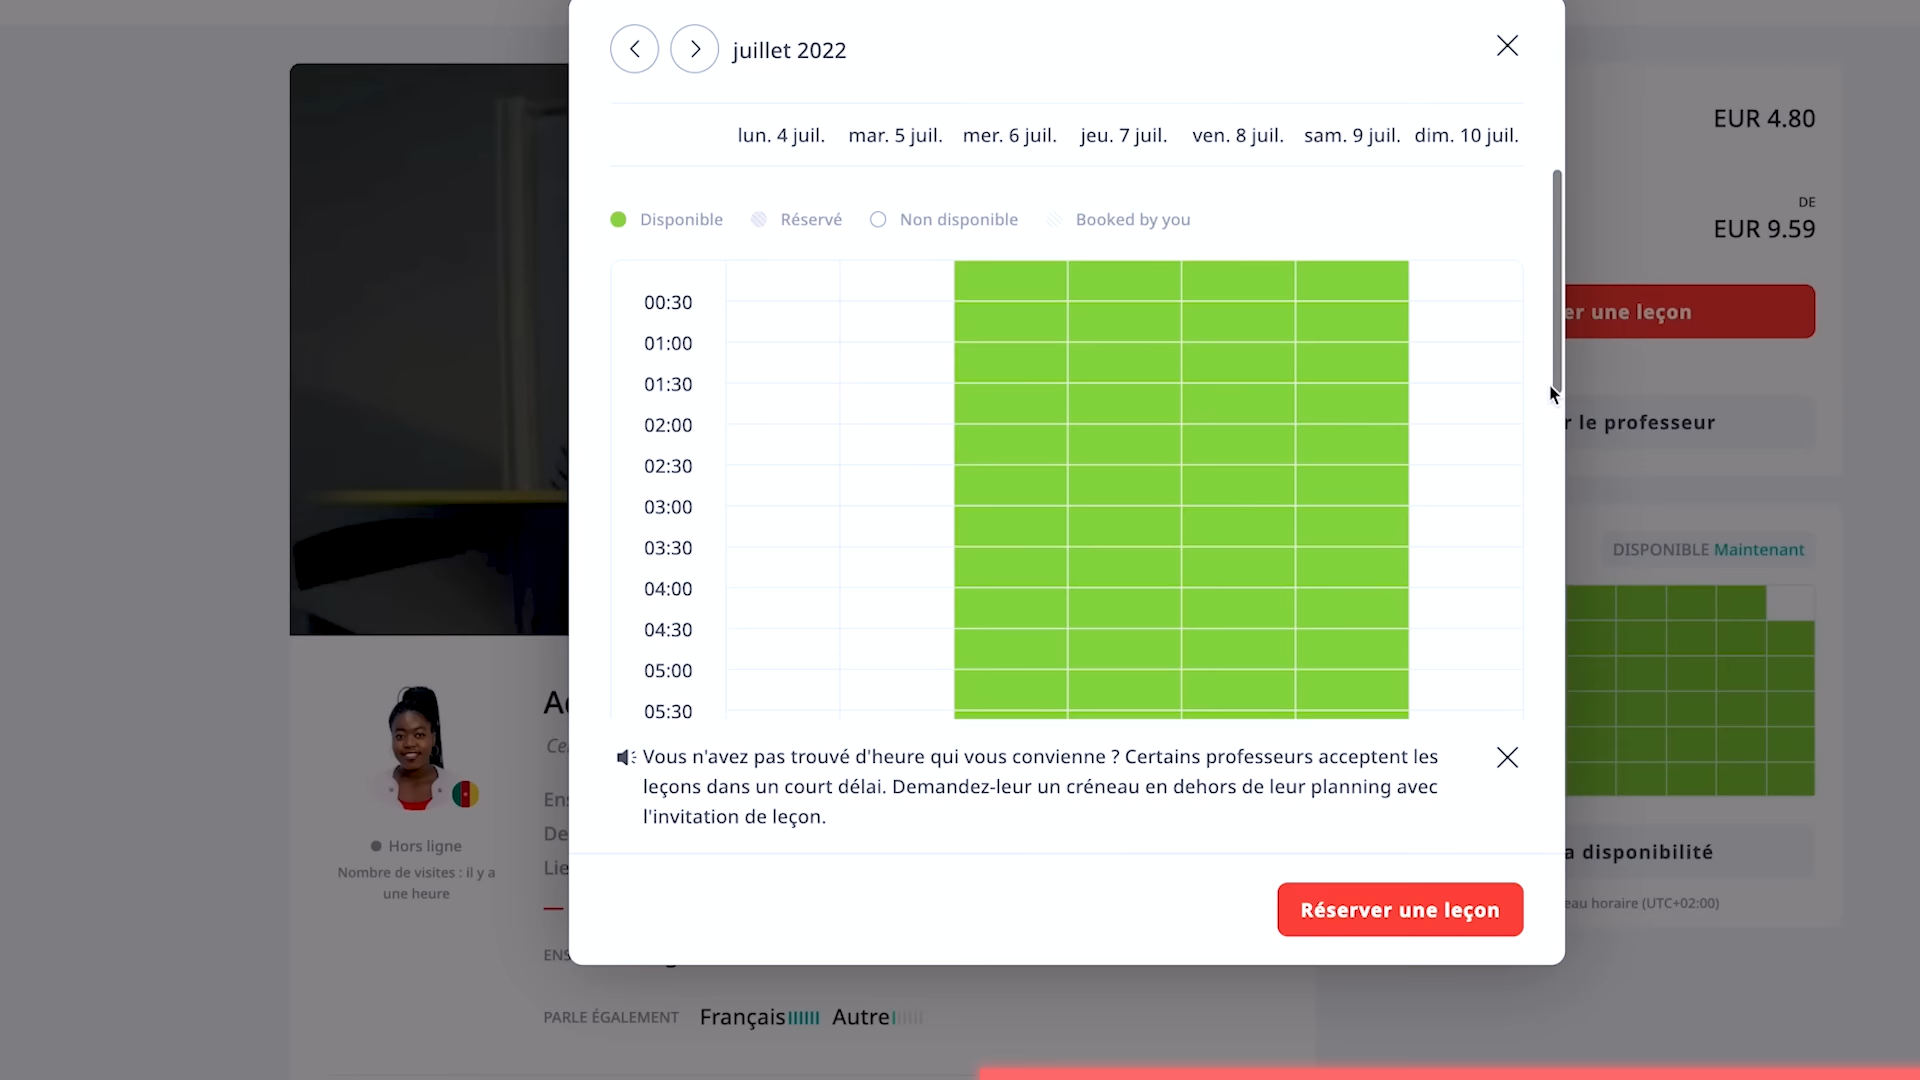 juillet 2022
lun. 4 juil. mar. 5 juil. mer. 6 juil. jeu. 7 juil. ven. 8 juil. sam. 9 juil. dim. 10 juil.
Disponible Réservé Non disponible Booked by you
00:30
01:00
01:30
02:00
02:30
03:00
03:30
04:00
04:30
05:00
05:30
Vous n'avez pas trouvé d'heure qui vous convienne ? Certains professeurs acceptent les
leçons dans un court délai. Demandez-leur un créneau en dehors de leur planning avec
l'invitation de leçon.
Réserver une leçon
EUR 4.80
DE
EUR 9.59
er une leçon
r le professeur
DISPONIBLE Maintenant
a disponibilité
eau horaire (UTC+02:00)
Hors ligne
Nombre de visites : il y a
une heure
PARLE ÉGALEMENT Français Autre